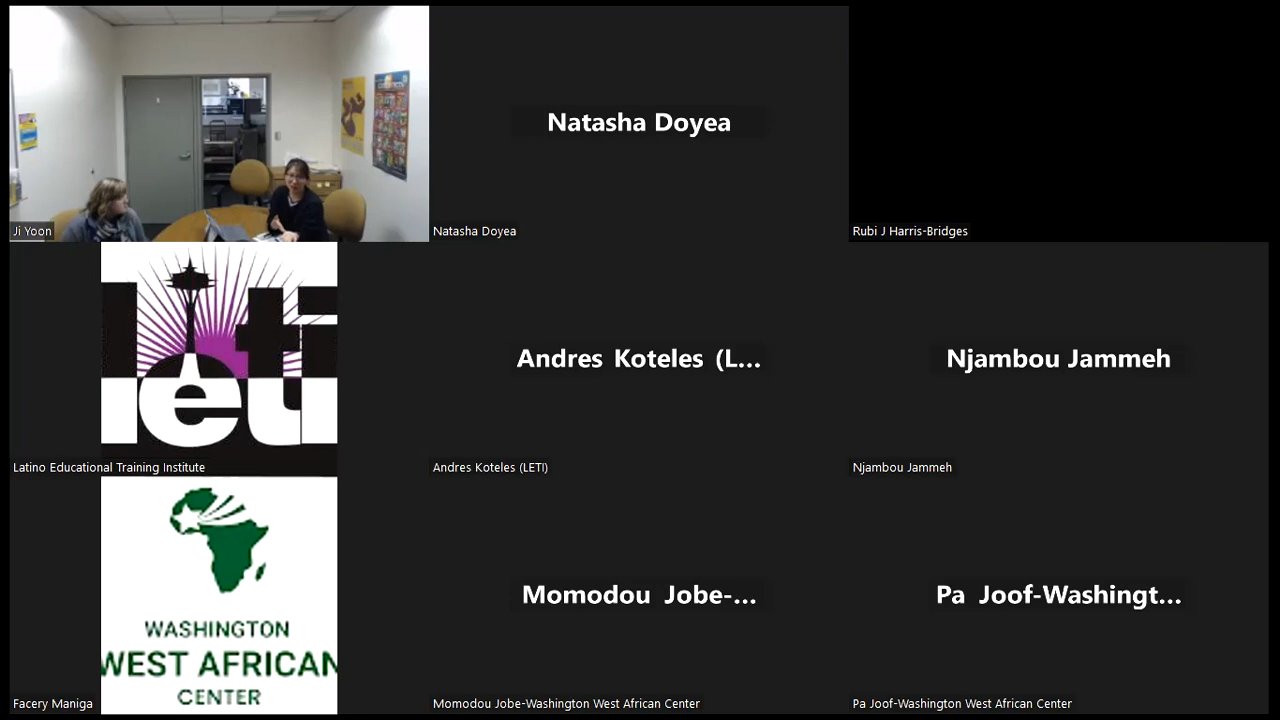 Natasha Doyea
Ji Yoon
Natasha Doyea
Rubi J Harris-Bridges
leti
Andres Koteles (L...
Njambou Jammeh
Latino Educational Training Institute
Andres Koteles (LETI)
Njambou Jammeh
WASHINGTON
WEST AFRICAN
CENTER
Momodou Jobe-...
Pa Joof-Washingt...
Facery Maniga
Momodou Jobe-Washington West African Center
Pa Joof-Washington West African Center